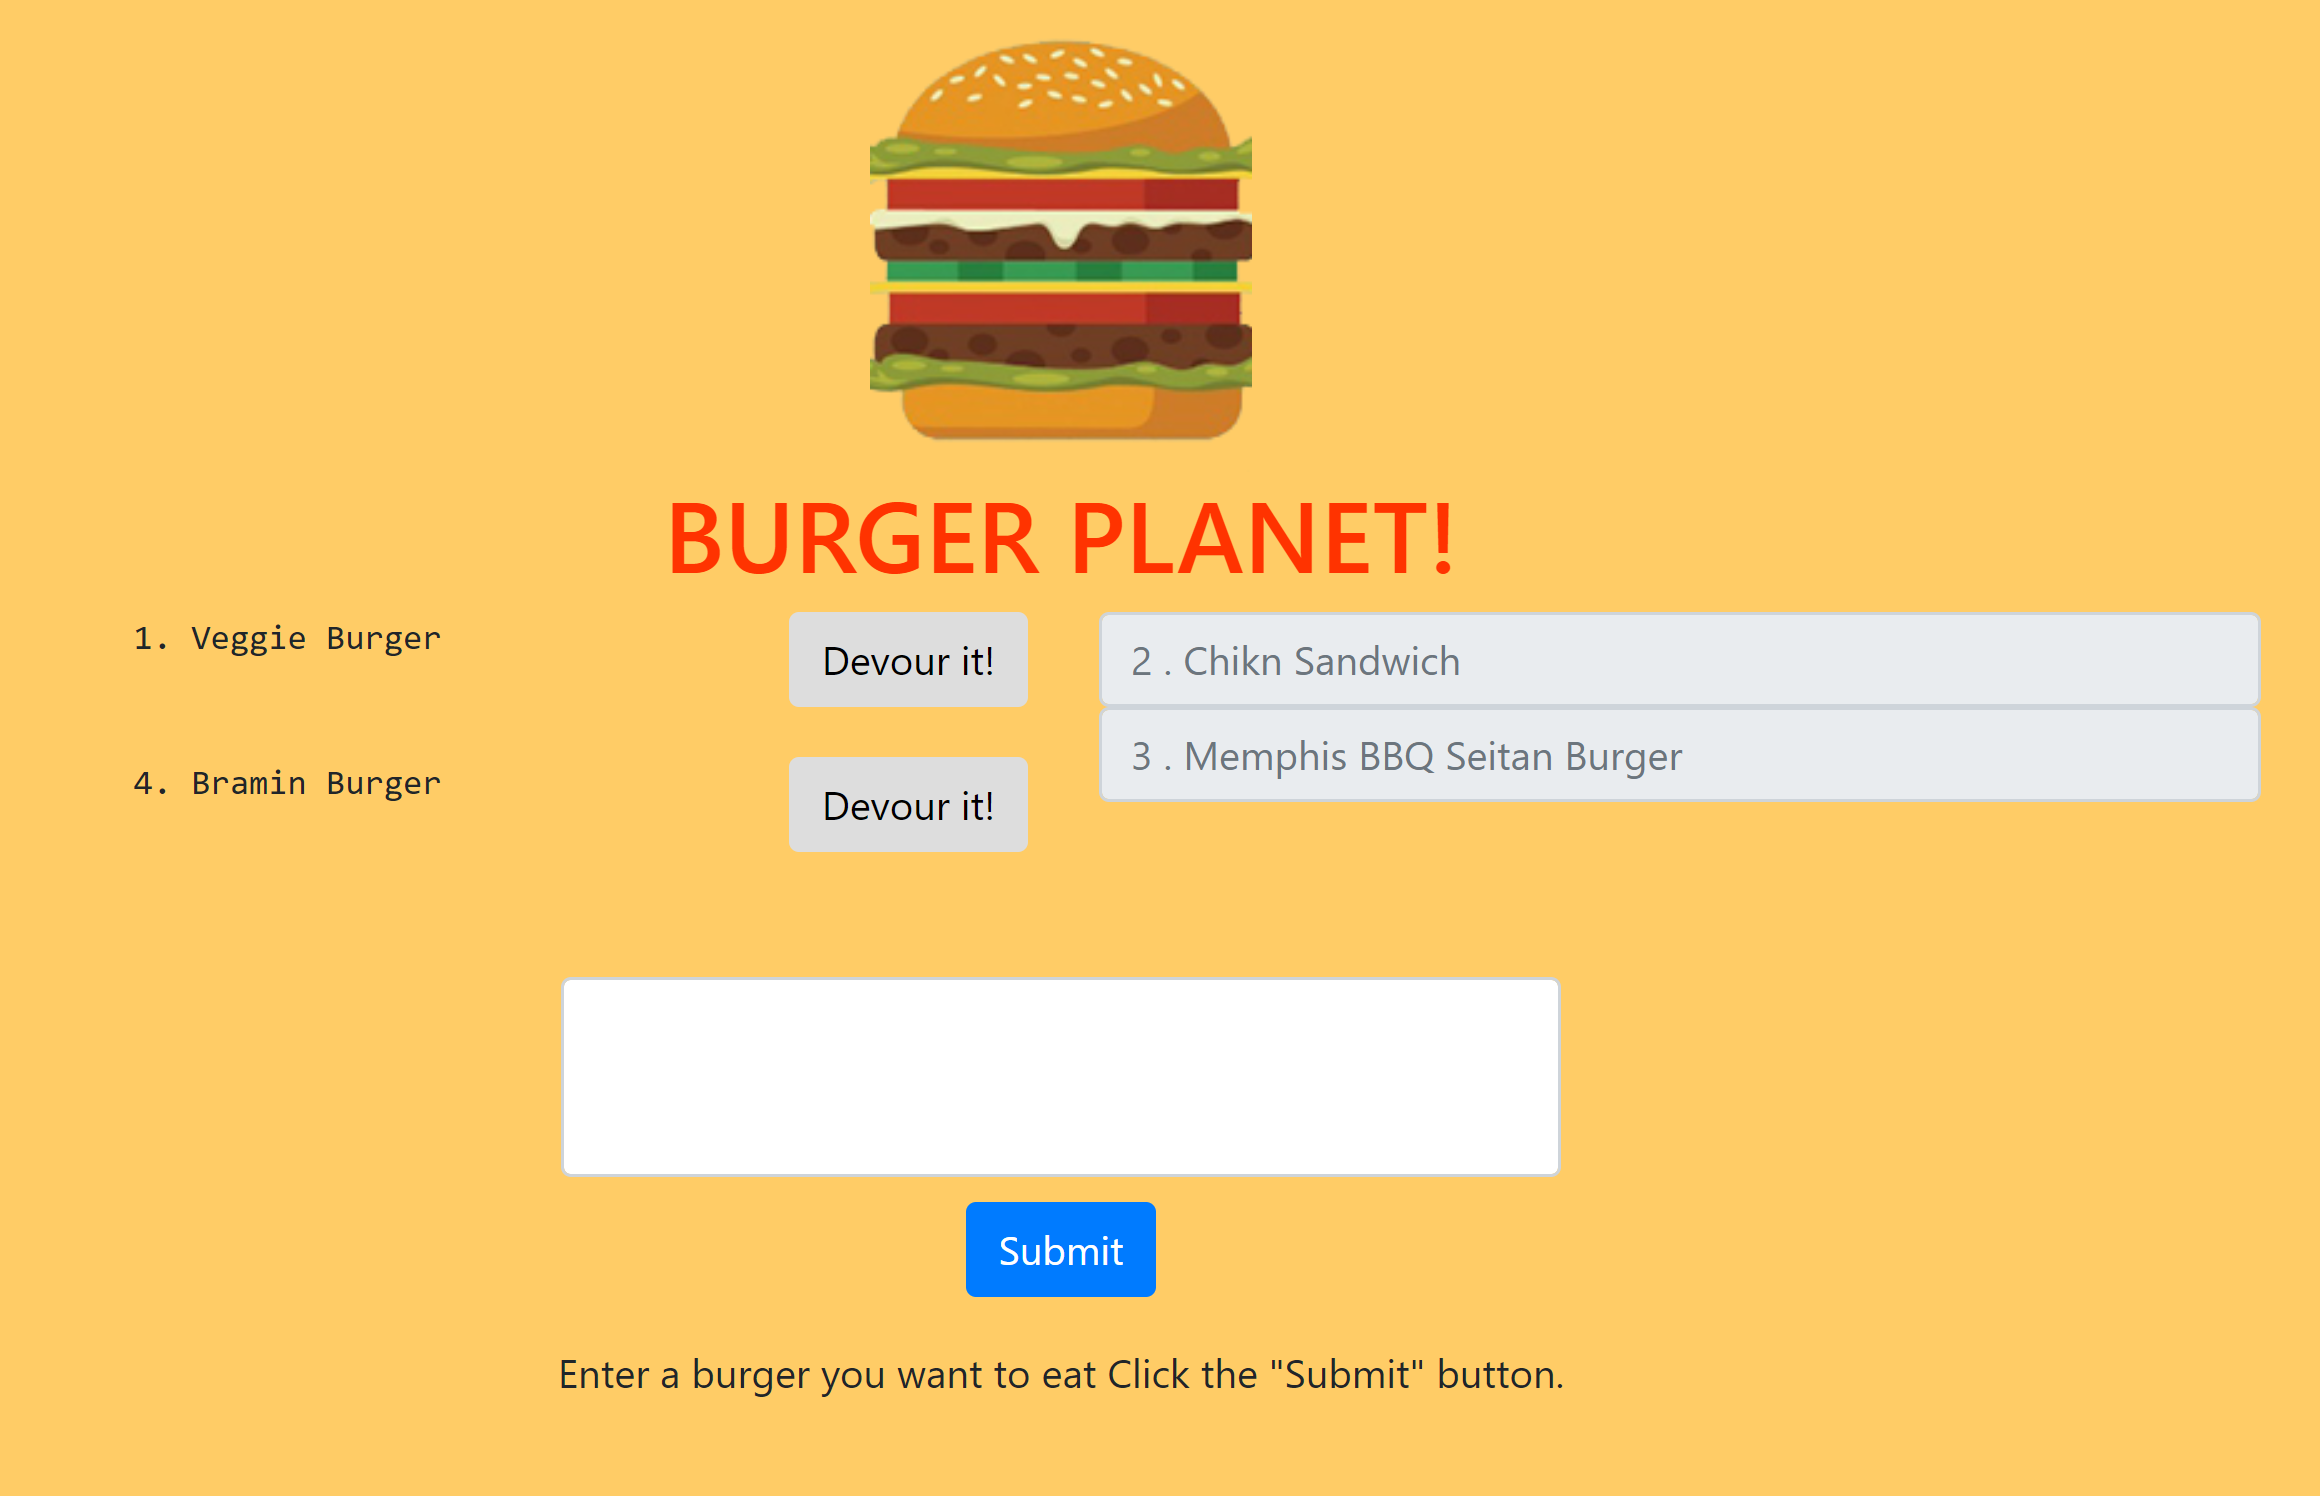 BURGER PLANET!
1. Veggie Burger
Devour it!
2 . Chikn Sandwich
3 . Memphis BBQ Seitan Burger
4. Bramin Burger
Devour it!
Submit
Enter a burger you want to eat Click the "Submit" button.